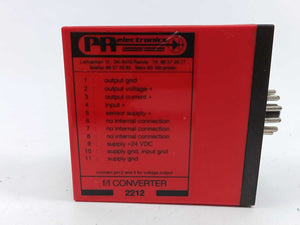 PR electronics
1 : output gnd
2 : output voltage +
3 : output current +
4 : input +
5 : sensor supply +
6 : no internal connection
7 : no internal connection
8 : no internal connection
9 : supply +24 VDC
10 : supply gnd, input gnd
11 : supply gnd
connect pin 2 and 3 for voltage output
f/I CONVERTER
2212